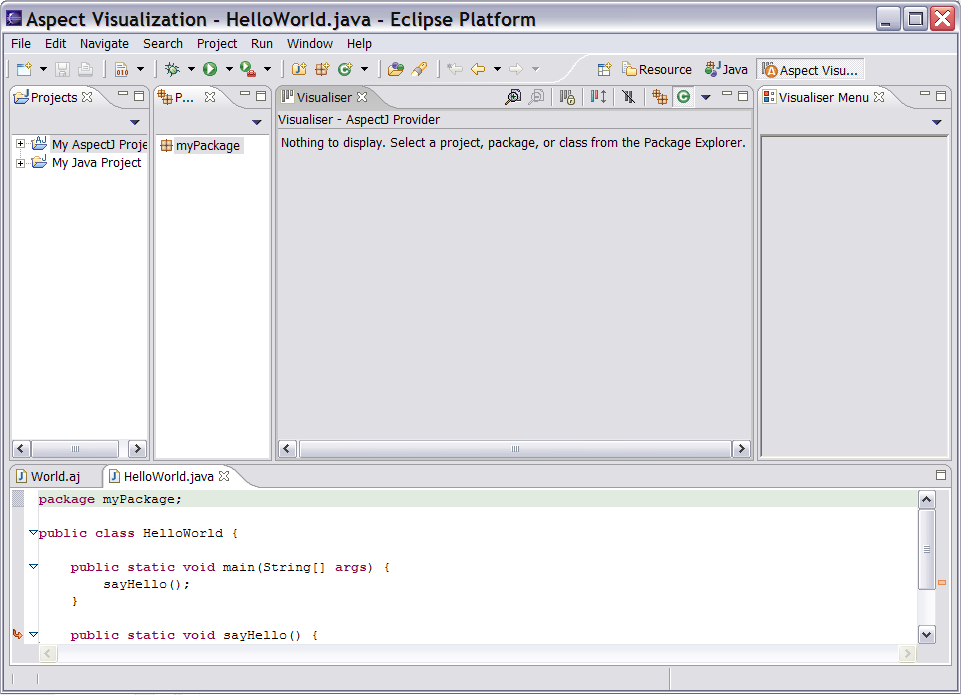 Aspect Visualization - HelloWorld.java - Eclipse Platform
File Edit Navigate Search Project Run Window Help
Resource Java Aspect Visu...
Projects P... Visualiser Visualiser Menu
Visualiser - AspectJ Provider
My AspectJ Proje
My Java Project
myPackage
Nothing to display. Select a project, package, or class from the Package Explorer.
World.aj HelloWorld.java
package myPackage;
public class HelloWorld {
public static void main(String[] args) {
sayHello();
}
public static void sayHello() {